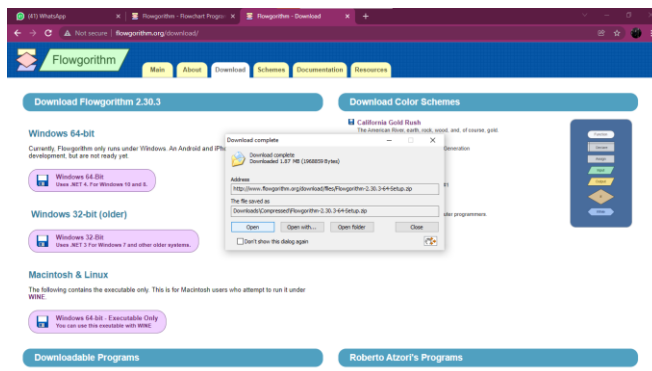 (41) WhatsApp
Flowgorithm - Flowchart Progra
Flowgorithm - Download
Not secure
flowgorithm.org/download/
Flowgorithm
Main
About
Download
Schemes
Documentation
Resources
Download Flowgorithm 2.30.3
Download Color Schemes
California Gold Rush
The American River, earth, rock, wood, and, of course, gold.
Windows 64-bit
Currently, Flowgorithm only runs under Windows. An Android and iPh
development, but are not ready yet.
Windows 64-Bit
Uses .NET 4. For Windows 10 and 8.
Windows 32-bit (older)
Windows 32-Bit
Uses .NET 3 For Windows 7 and other older systems.
Macintosh & Linux
The following contains the executable only. This is for Macintosh users who attempt to run it under
WINE.
Windows 64-bit - Executable Only
You can use this exeutable with WINE
Download complete
Download complete
Downloaded 1.87 MB (1968859 Bytes)
Address
http://www.flowgorithm.org/download/files/Flowgorithm-2.30.3-64-Setup.zip
The file saved as
Downloads\Compressed\Flowgorithm-2.30.3-64-Setup.zip
Open
Open with...
Open folder
Close
Don't show this dialog again
eneration
ular programmers.
Downloadable Programs
Roberto Atzori's Programs